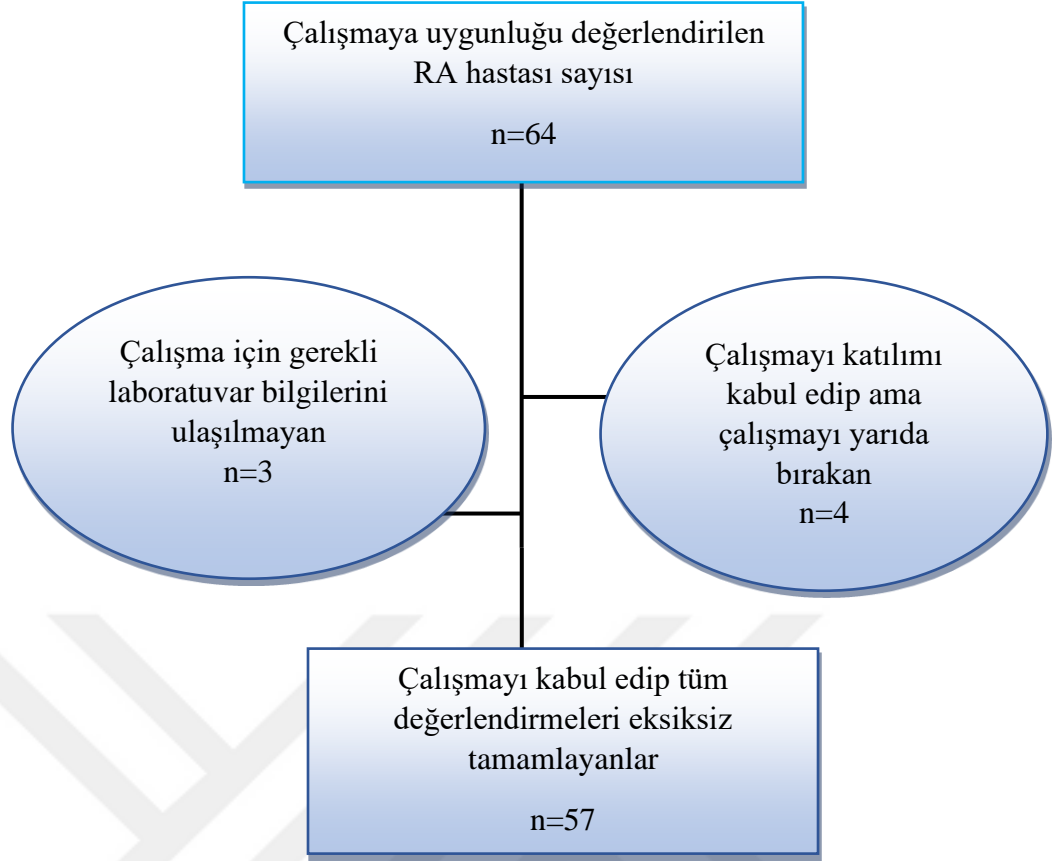 Çalışmaya uygunluğu değerlendirilen
RA hastası sayısı
n=64
Çalışma için gerekli
laboratuvar bilgilerini
ulaşılmayan
n=3
Çalışmayı katılımı
kabul edip ama
çalışmayı yarıda
bırakan
n=4
Çalışmayı kabul edip tüm
değerlendirmeleri eksiksiz
tamamlayanlar
n=57